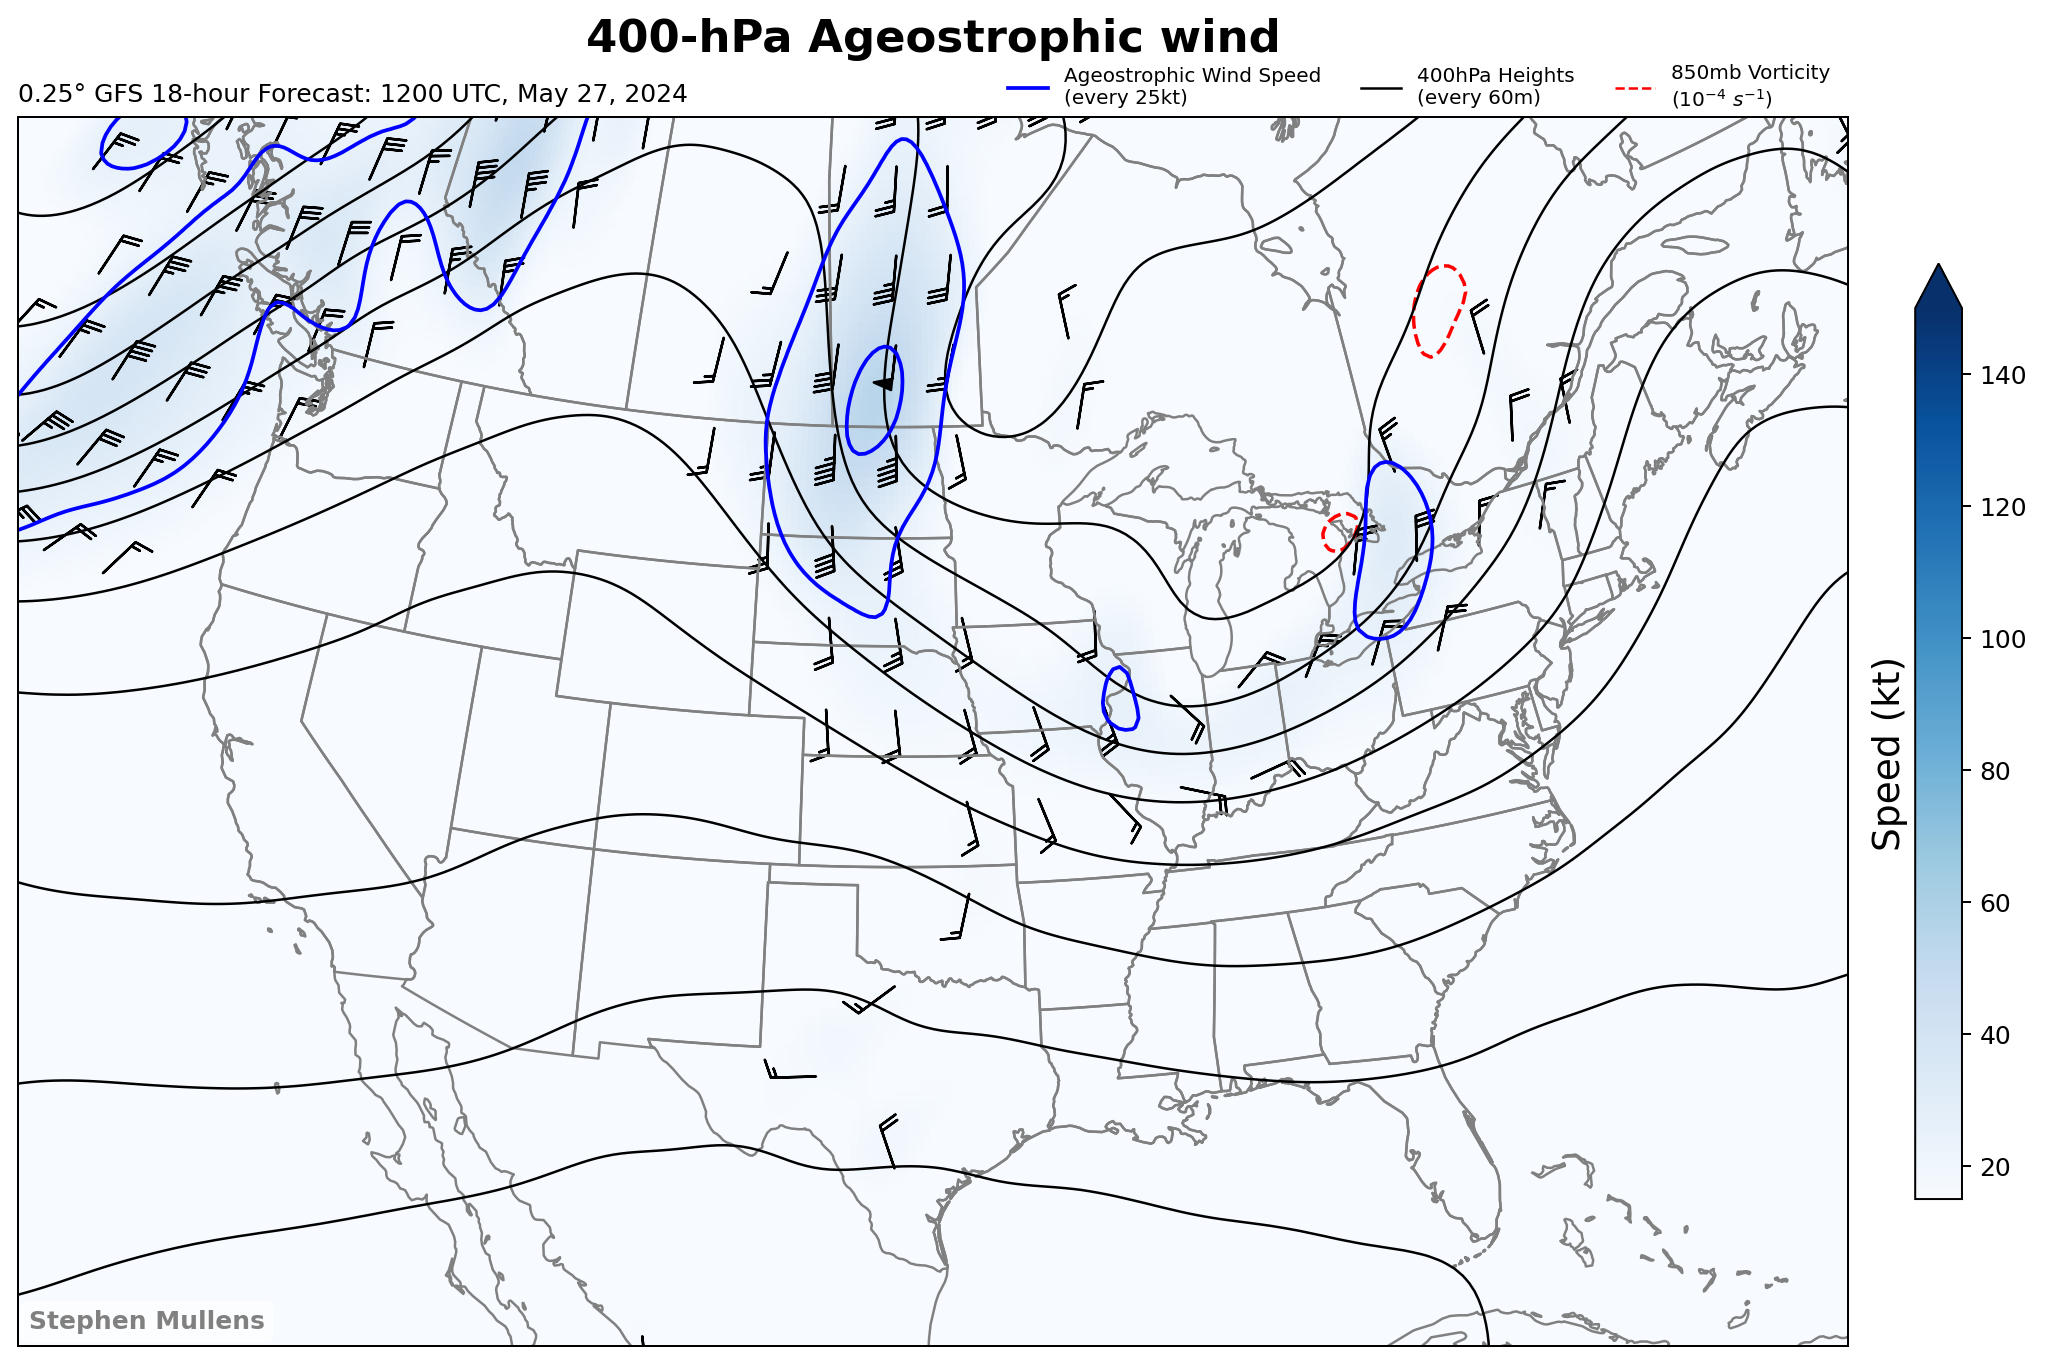 400-hPa Ageostrophic wind
0.25° GFS 18-hour Forecast: 1200 UTC, May 27, 2024
Ageostrophic Wind Speed
(every 25kt)
400hPa Heights
(every 60m)
850mb Vorticity
(10⁻⁴ s⁻¹)
140
120
100
80
60
40
20
Speed (kt)
Stephen Mullens